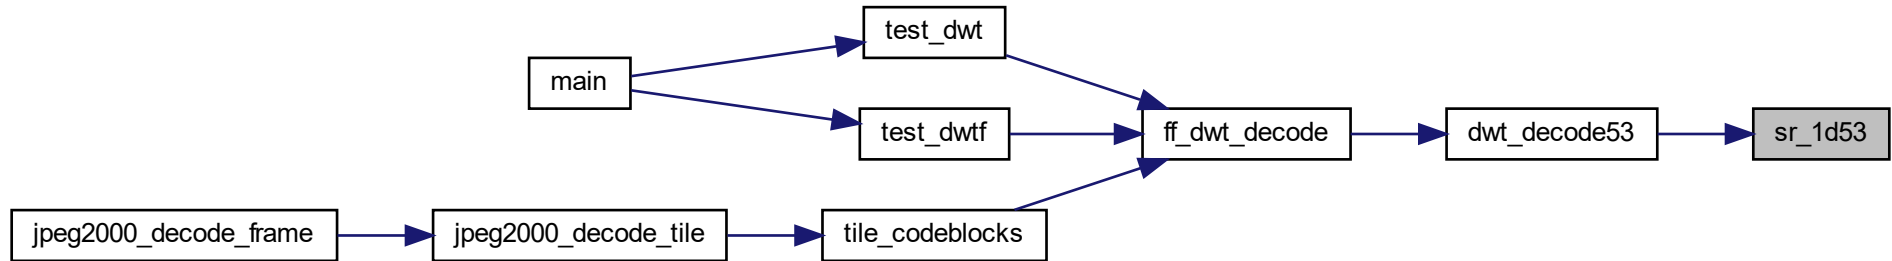 test_dwt
main
test_dwtf
ff_dwt_decode
dwt_decode53
sr_1d53
jpeg2000_decode_frame
jpeg2000_decode_tile
tile_codeblocks